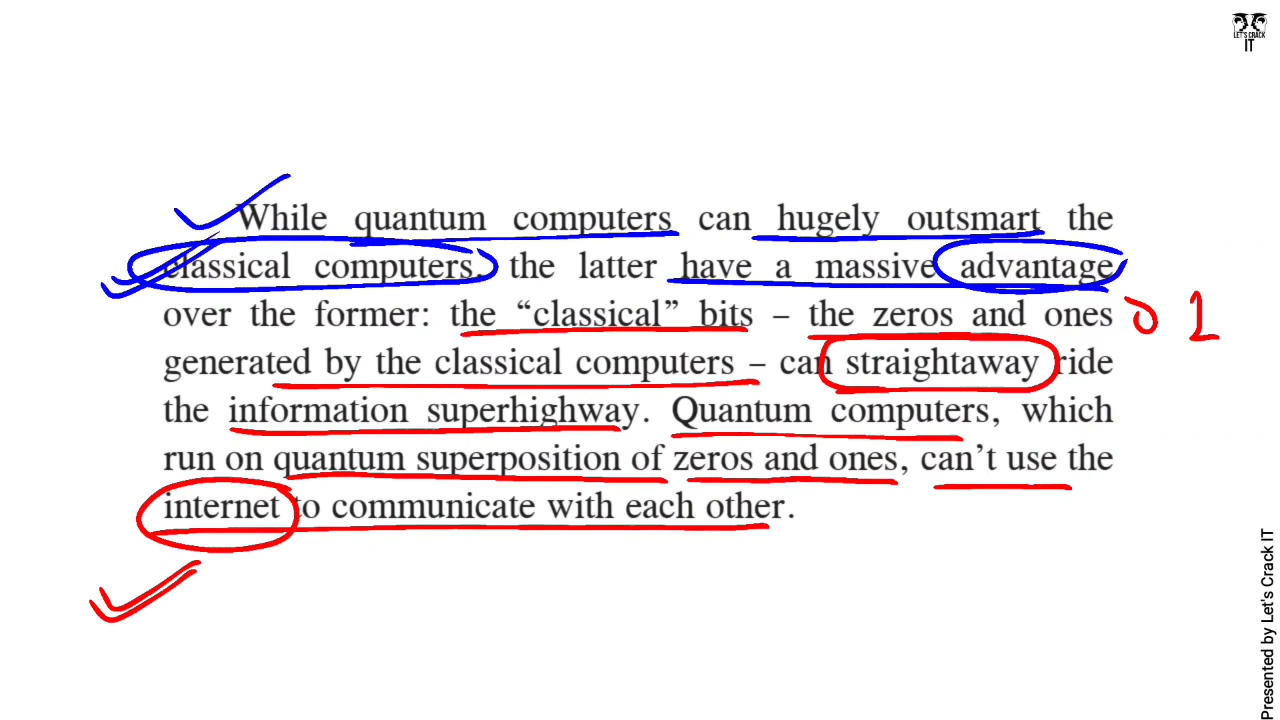 LET'S CRACK
IT
While quantum computers can hugely outsmart the
classical computers, the latter have a massive advantage
over the former: the “classical” bits – the zeros and ones
0 1
generated by the classical computers – can straightaway ride
the information superhighway. Quantum computers, which
run on quantum superposition of zeros and ones, can’t use the
internet to communicate with each other.
Presented by Let's Crack IT